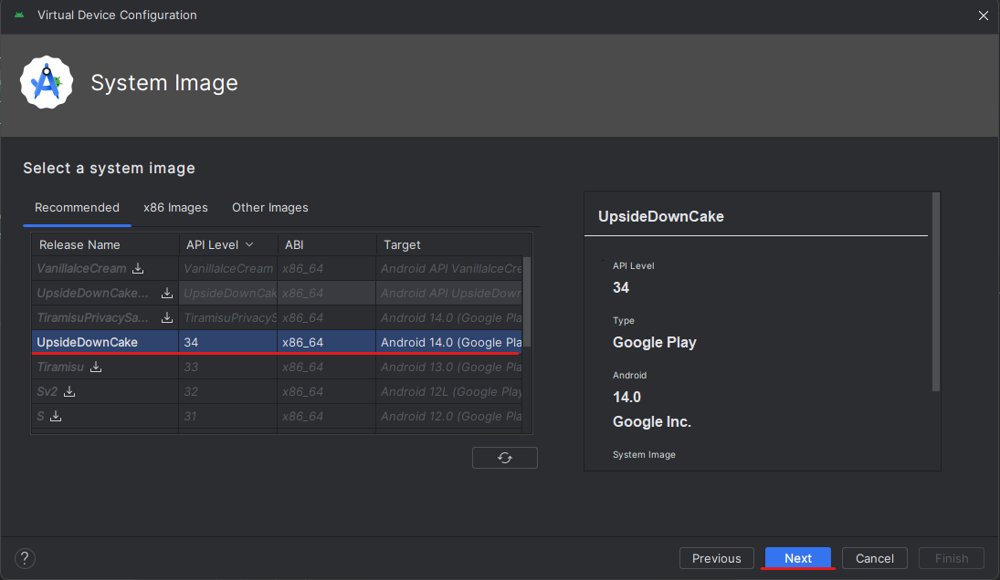 Virtual Device Configuration
System Image
Select a system image
Recommended x86 Images Other Images
Release Name API Level ABI Target
VanillaIceCream VanillaIceCream x86_64 Android API VanillaIceCre
UpsideDownCake... UpsideDownCak x86_64 Android API UpsideDown
TiramisuPrivacySa... TiramisuPrivacyS x86_64 Android 14.0 (Google Pla
UpsideDownCake 34 x86_64 Android 14.0 (Google Pla
Tiramisu 33 x86_64 Android 13.0 (Google Pla
Sv2 32 x86_64 Android 12L (Google Play
S 31 x86_64 Android 12.0 (Google Pla
UpsideDownCake
API Level
34
Type
Google Play
Android
14.0
Google Inc.
System Image
? Previous Next Cancel Finish